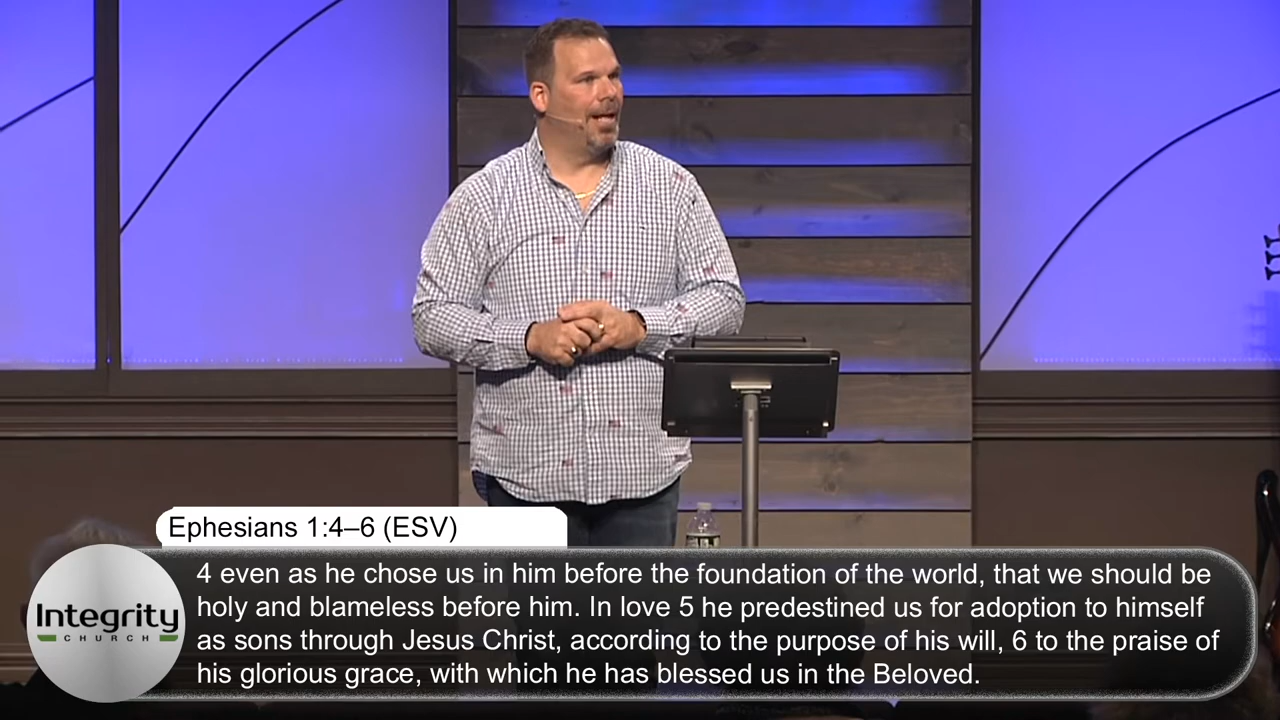 Ephesians 1:4–6 (ESV)
4 even as he chose us in him before the foundation of the world, that we should be
holy and blameless before him. In love 5 he predestined us for adoption to himself
as sons through Jesus Christ, according to the purpose of his will, 6 to the praise of
his glorious grace, with which he has blessed us in the Beloved.
Integrity
CHURCH